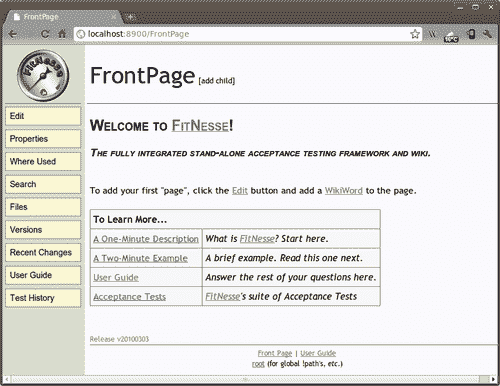 FrontPage
localhost:8900/FrontPage
FitNesse
FrontPage [add child]
Edit
Properties
Where Used
Search
Files
Versions
Recent Changes
User Guide
Test History
Welcome to FitNesse!
The fully integrated stand-alone acceptance testing framework and wiki.
To add your first "page", click the Edit button and add a WikiWord to the page.
To Learn More...
A One-Minute Description What is FitNesse? Start here.
A Two-Minute Example A brief example. Read this one next.
User Guide Answer the rest of your questions here.
Acceptance Tests FitNesse's suite of Acceptance Tests
Release v20100303
Front Page | User Guide
root (for global !path's, etc.)